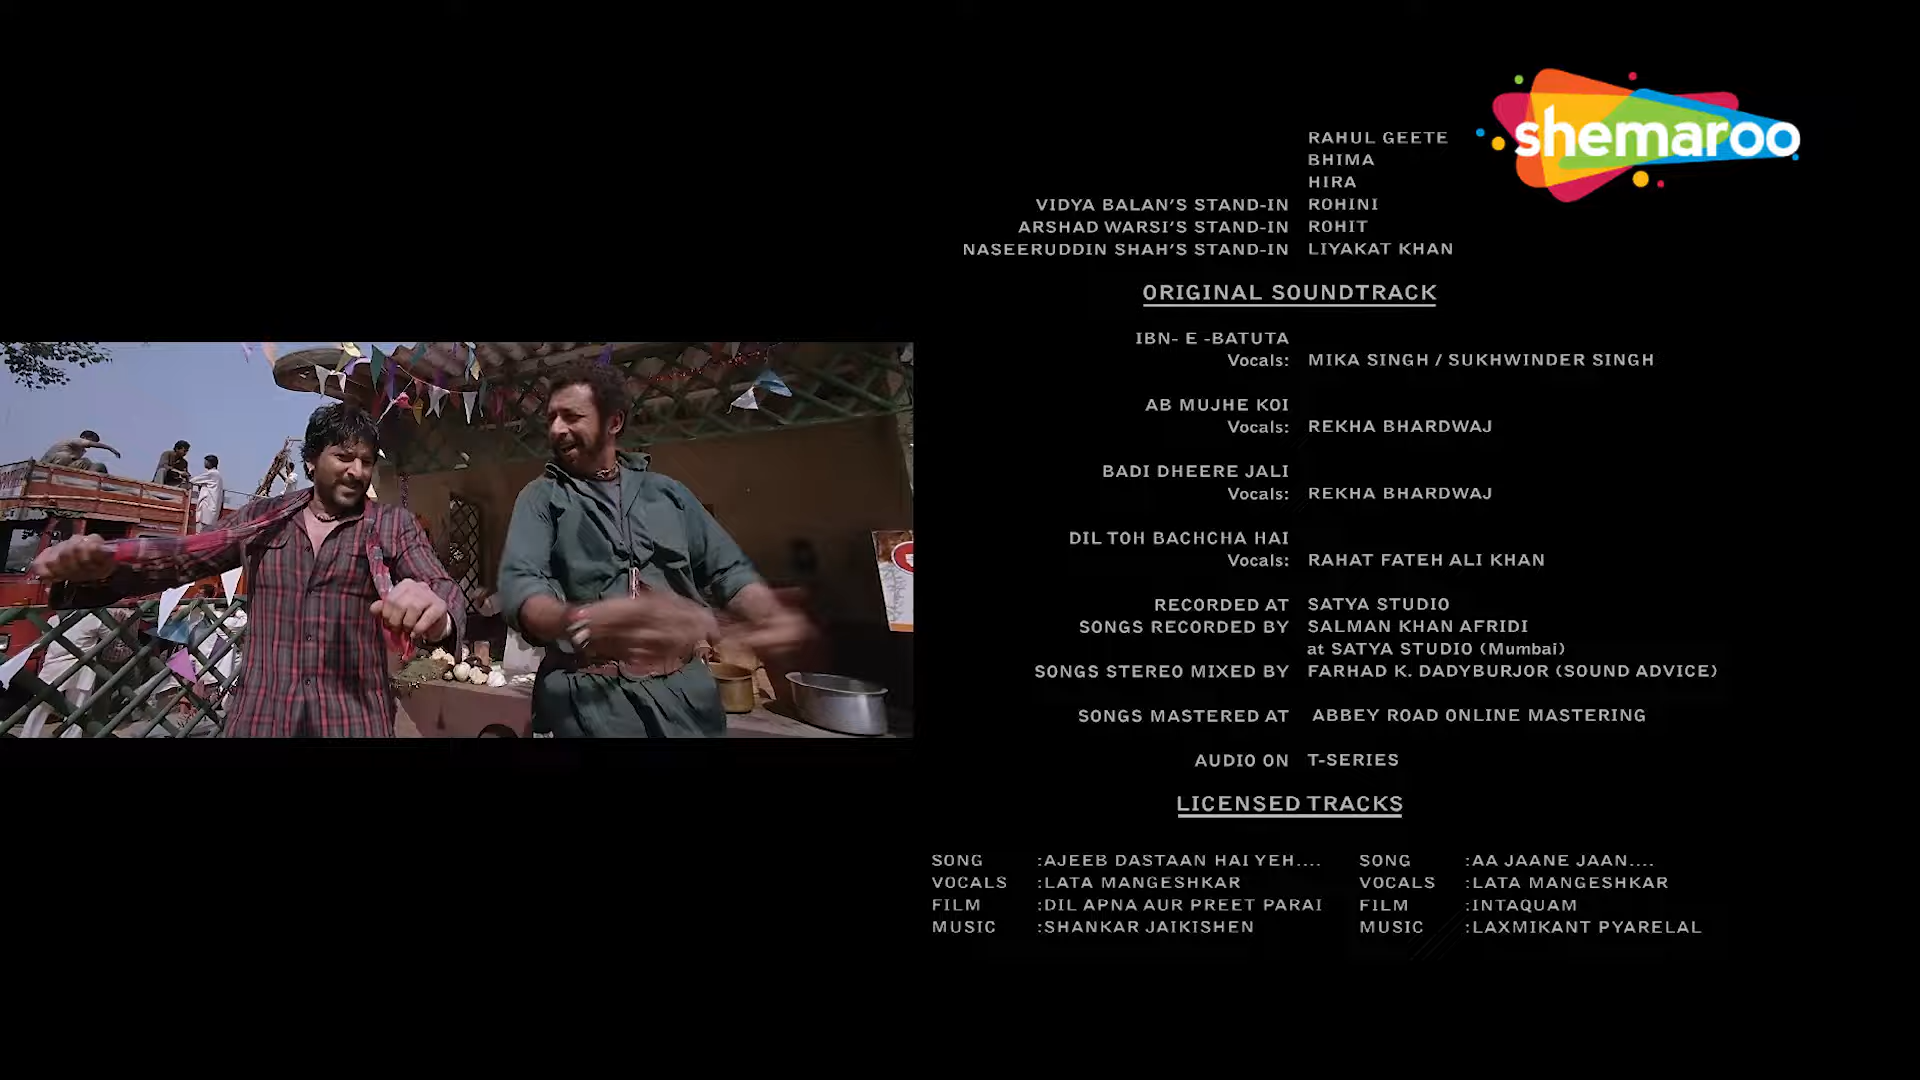 shemaroo
RAHUL GEETE
BHIMA
HIRA
VIDYA BALAN'S STAND-IN ROHINI
ARSHAD WARSI'S STAND-IN ROHIT
NASEERUDDIN SHAH'S STAND-IN LIYAKAT KHAN
ORIGINAL SOUNDTRACK
IBN- E -BATUTA
Vocals: MIKA SINGH / SUKHWINDER SINGH
AB MUJHE KOI
Vocals: REKHA BHARDWAJ
BADI DHEERE JALI
Vocals: REKHA BHARDWAJ
DIL TOH BACHCHA HAI
Vocals: RAHAT FATEH ALI KHAN
RECORDED AT SATYA STUDIO
SONGS RECORDED BY SALMAN KHAN AFRIDI
at SATYA STUDIO (Mumbai)
SONGS STEREO MIXED BY FARHAD K. DADYBURJOR (SOUND ADVICE)
SONGS MASTERED AT ABBEY ROAD ONLINE MASTERING
AUDIO ON T-SERIES
LICENSED TRACKS
SONG :AJEEB DASTAAN HAI YEH.... SONG :AA JAANE JAAN....
VOCALS :LATA MANGESHKAR VOCALS :LATA MANGESHKAR
FILM :DIL APNA AUR PREET PARAI FILM :INTAQUAM
MUSIC :SHANKAR JAIKISHEN MUSIC :LAXMIKANT PYARELAL